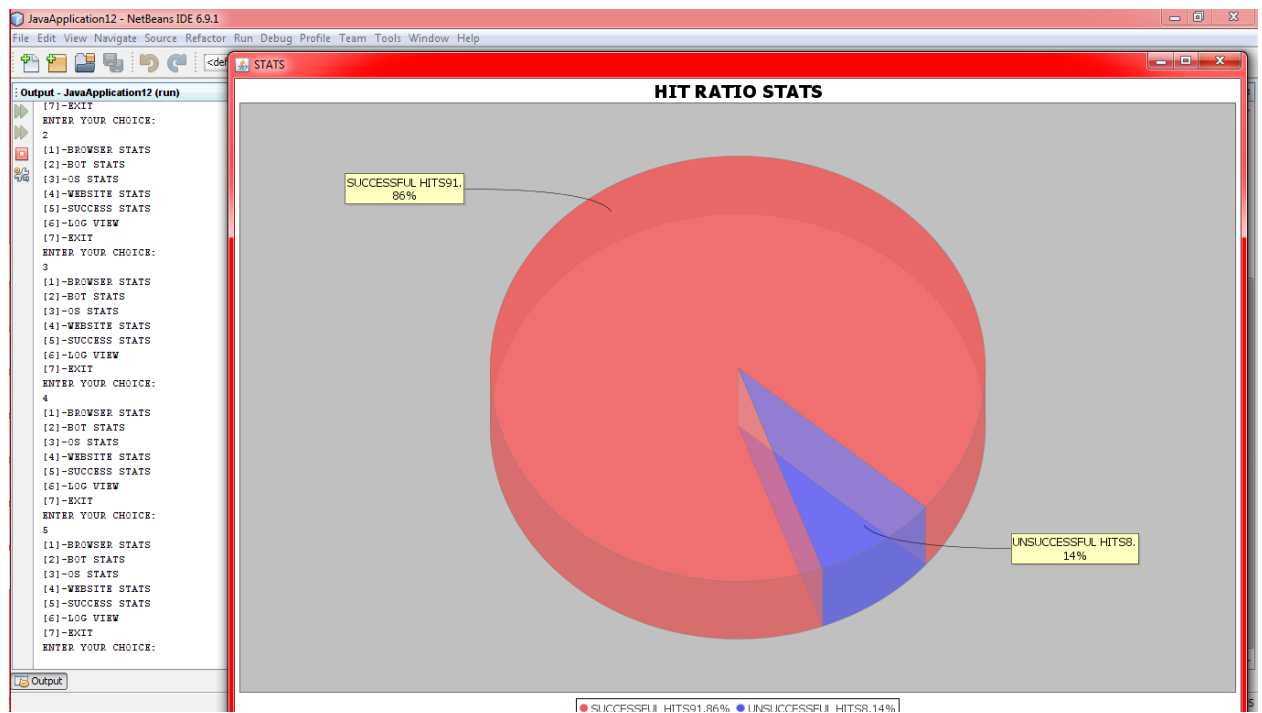 JavaApplication12 - NetBeans IDE 6.9.1
File Edit View Navigate Source Refactor Run Debug Profile Team Tools Window Help
<def
Output - JavaApplication12 (run)
[7]-EXIT
ENTER YOUR CHOICE:
2
[1]-BROWSER STATS
[2]-BOT STATS
[3]-OS STATS
[4]-WEBSITE STATS
[5]-SUCCESS STATS
[6]-LOG VIEW
[7]-EXIT
ENTER YOUR CHOICE:
3
[1]-BROWSER STATS
[2]-BOT STATS
[3]-OS STATS
[4]-WEBSITE STATS
[5]-SUCCESS STATS
[6]-LOG VIEW
[7]-EXIT
ENTER YOUR CHOICE:
4
[1]-BROWSER STATS
[2]-BOT STATS
[3]-OS STATS
[4]-WEBSITE STATS
[5]-SUCCESS STATS
[6]-LOG VIEW
[7]-EXIT
ENTER YOUR CHOICE:
5
[1]-BROWSER STATS
[2]-BOT STATS
[3]-OS STATS
[4]-WEBSITE STATS
[5]-SUCCESS STATS
[6]-LOG VIEW
[7]-EXIT
ENTER YOUR CHOICE:
Output
STATS
HIT RATIO STATS
SUCCESSFUL HITS91.
86%
UNSUCCESSFUL HITS8.
14%
SUCCESSFUL HITS91.86% UNSUCCESSFUL HITS8.14%